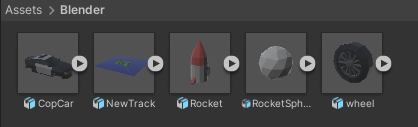 Assets > Blender
CopCar
NewTrack
Rocket
RocketSph...
wheel